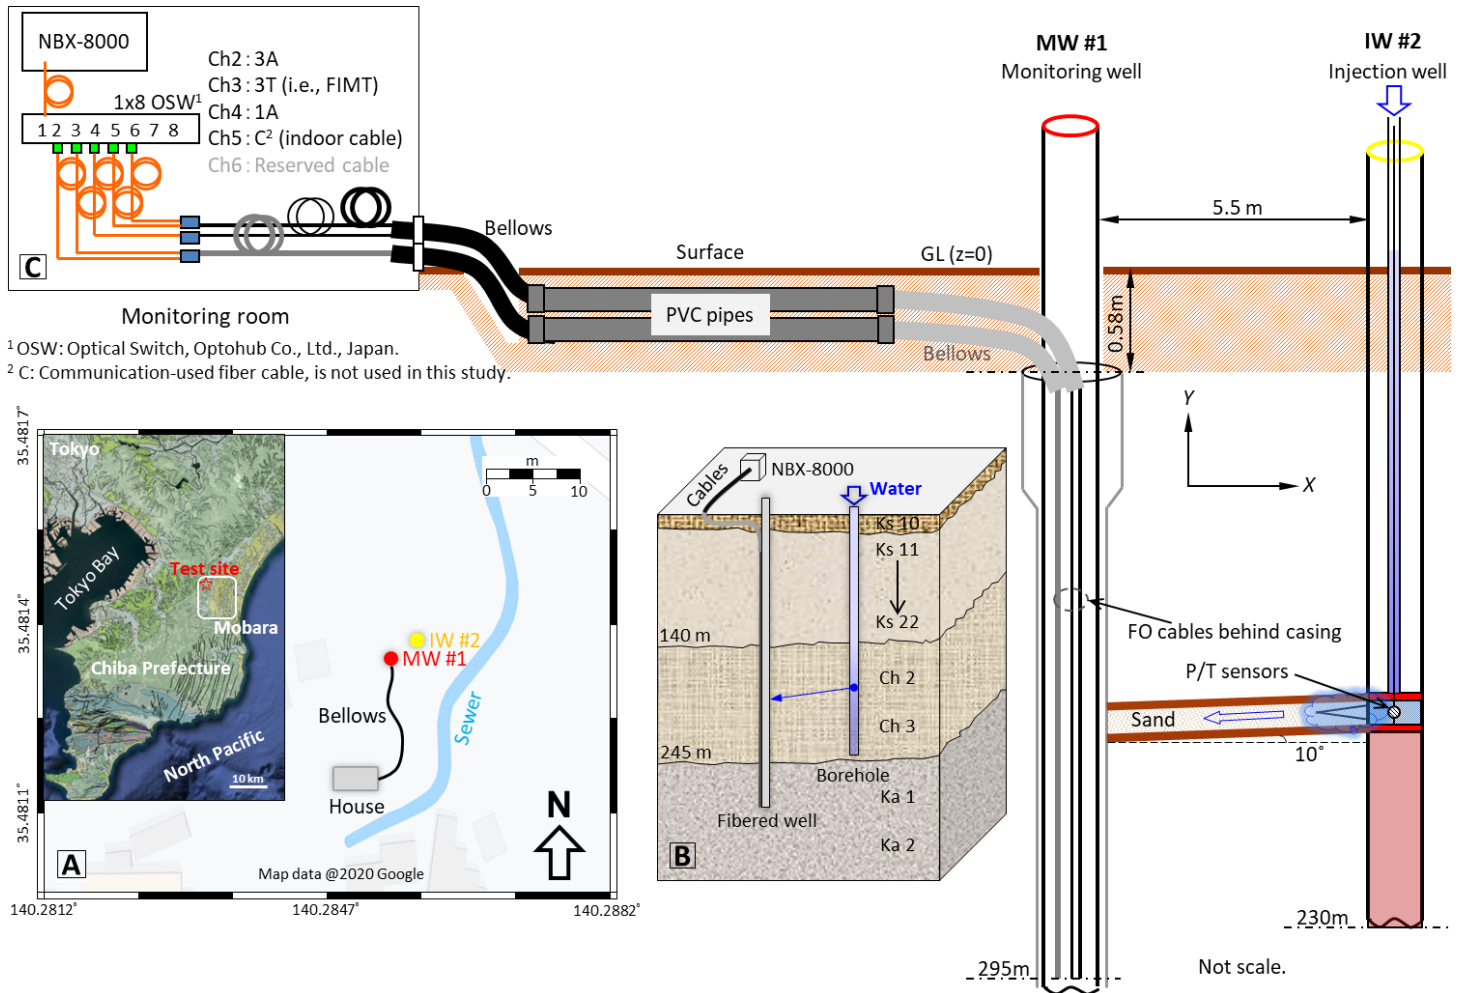 NBX-8000
1x8 OSW1
1 2 3 4 5 6 7 8
Ch2 : 3A
Ch3 : 3T (i.e., FIMT)
Ch4 : 1A
Ch5 : C2 (indoor cable)
Ch6 : Reserved cable
C
Bellows
Monitoring room
1 OSW: Optical Switch, Optohub Co., Ltd., Japan.
2 C: Communication-used fiber cable, is not used in this study.
Surface
GL (z=0)
PVC pipes
Bellows
0.58m
MW #1
Monitoring well
IW #2
Injection well
5.5 m
Y
X
FO cables behind casing
P/T sensors
Sand
10°
230m
295m
Not scale.
35.4817°
35.4814°
35.4811°
140.2812°
140.2847°
140.2882°
Tokyo
Tokyo Bay
Test site
Mobara
Chiba Prefecture
North Pacific
10 km
m
0 5 10
IW #2
MW #1
Bellows
Sewer
House
N
A
Map data @2020 Google
Cables
NBX-8000
Water
Ks 10
Ks 11
Ks 22
140 m
Ch 2
Ch 3
245 m
Borehole
Ka 1
Fibered well
Ka 2
B